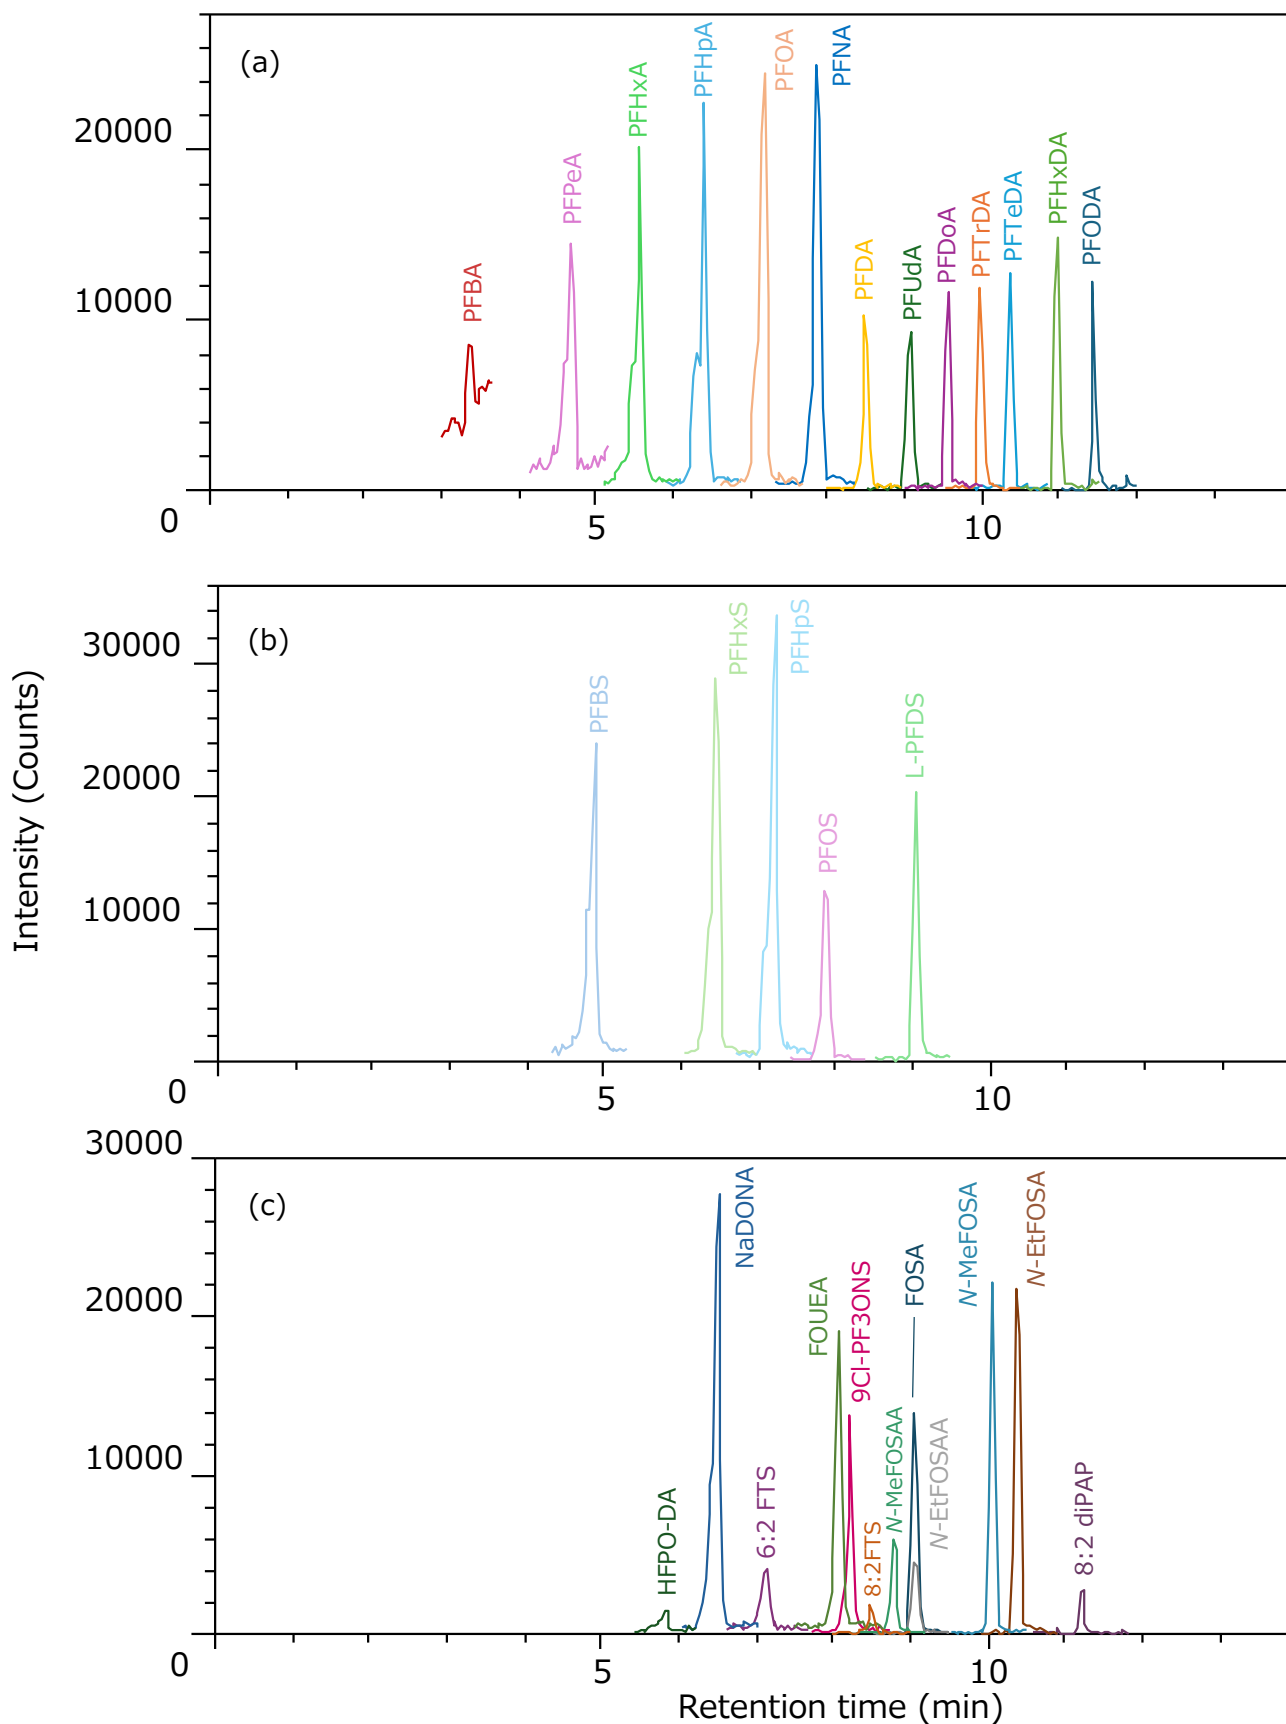 (a)
PFBA
PFPeA
PFHxA
PFHpA
PFOA
PFNA
PFDA
PFUdA
PFDoA
PFTrDA
PFTeDA
PFHxDA
PFODA
20000
10000
0
5
10
(b)
PFBS
PFHxS
PFHpS
PFOS
L-PFDS
30000
20000
10000
0
5
10
Intensity (Counts)
(c)
HFPO-DA
NaDONA
6:2 FTS
FOUEA
9Cl-PF3ONS
8:2FTS
N-MeFOSAA
FOSA
N-EtFOSAA
N-MeFOSA
N-EtFOSA
8:2 diPAP
30000
20000
10000
0
5
10
Retention time (min)